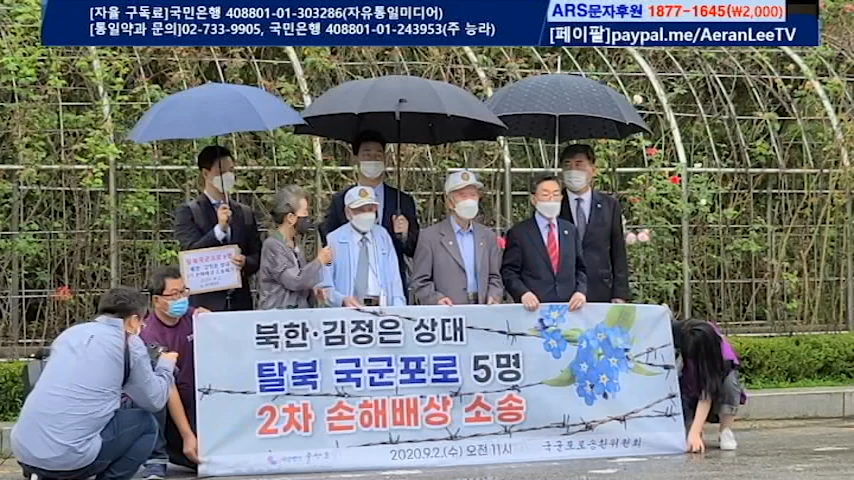 [자율 구독료]국민은행 408801-01-303286(자유통일미디어)
[통일약과 문의]02-733-9905, 국민은행 408801-01-243953(주 능라)
ARS문자후원 1877-1645(₩2,000)
[페이팔]paypal.me/AeranLeeTV
북한·김정은 상대
탈북 국군포로 5명
2차 손해배상 소송
2020.9.2.(수) 오전 11시
국군포로송환위원회